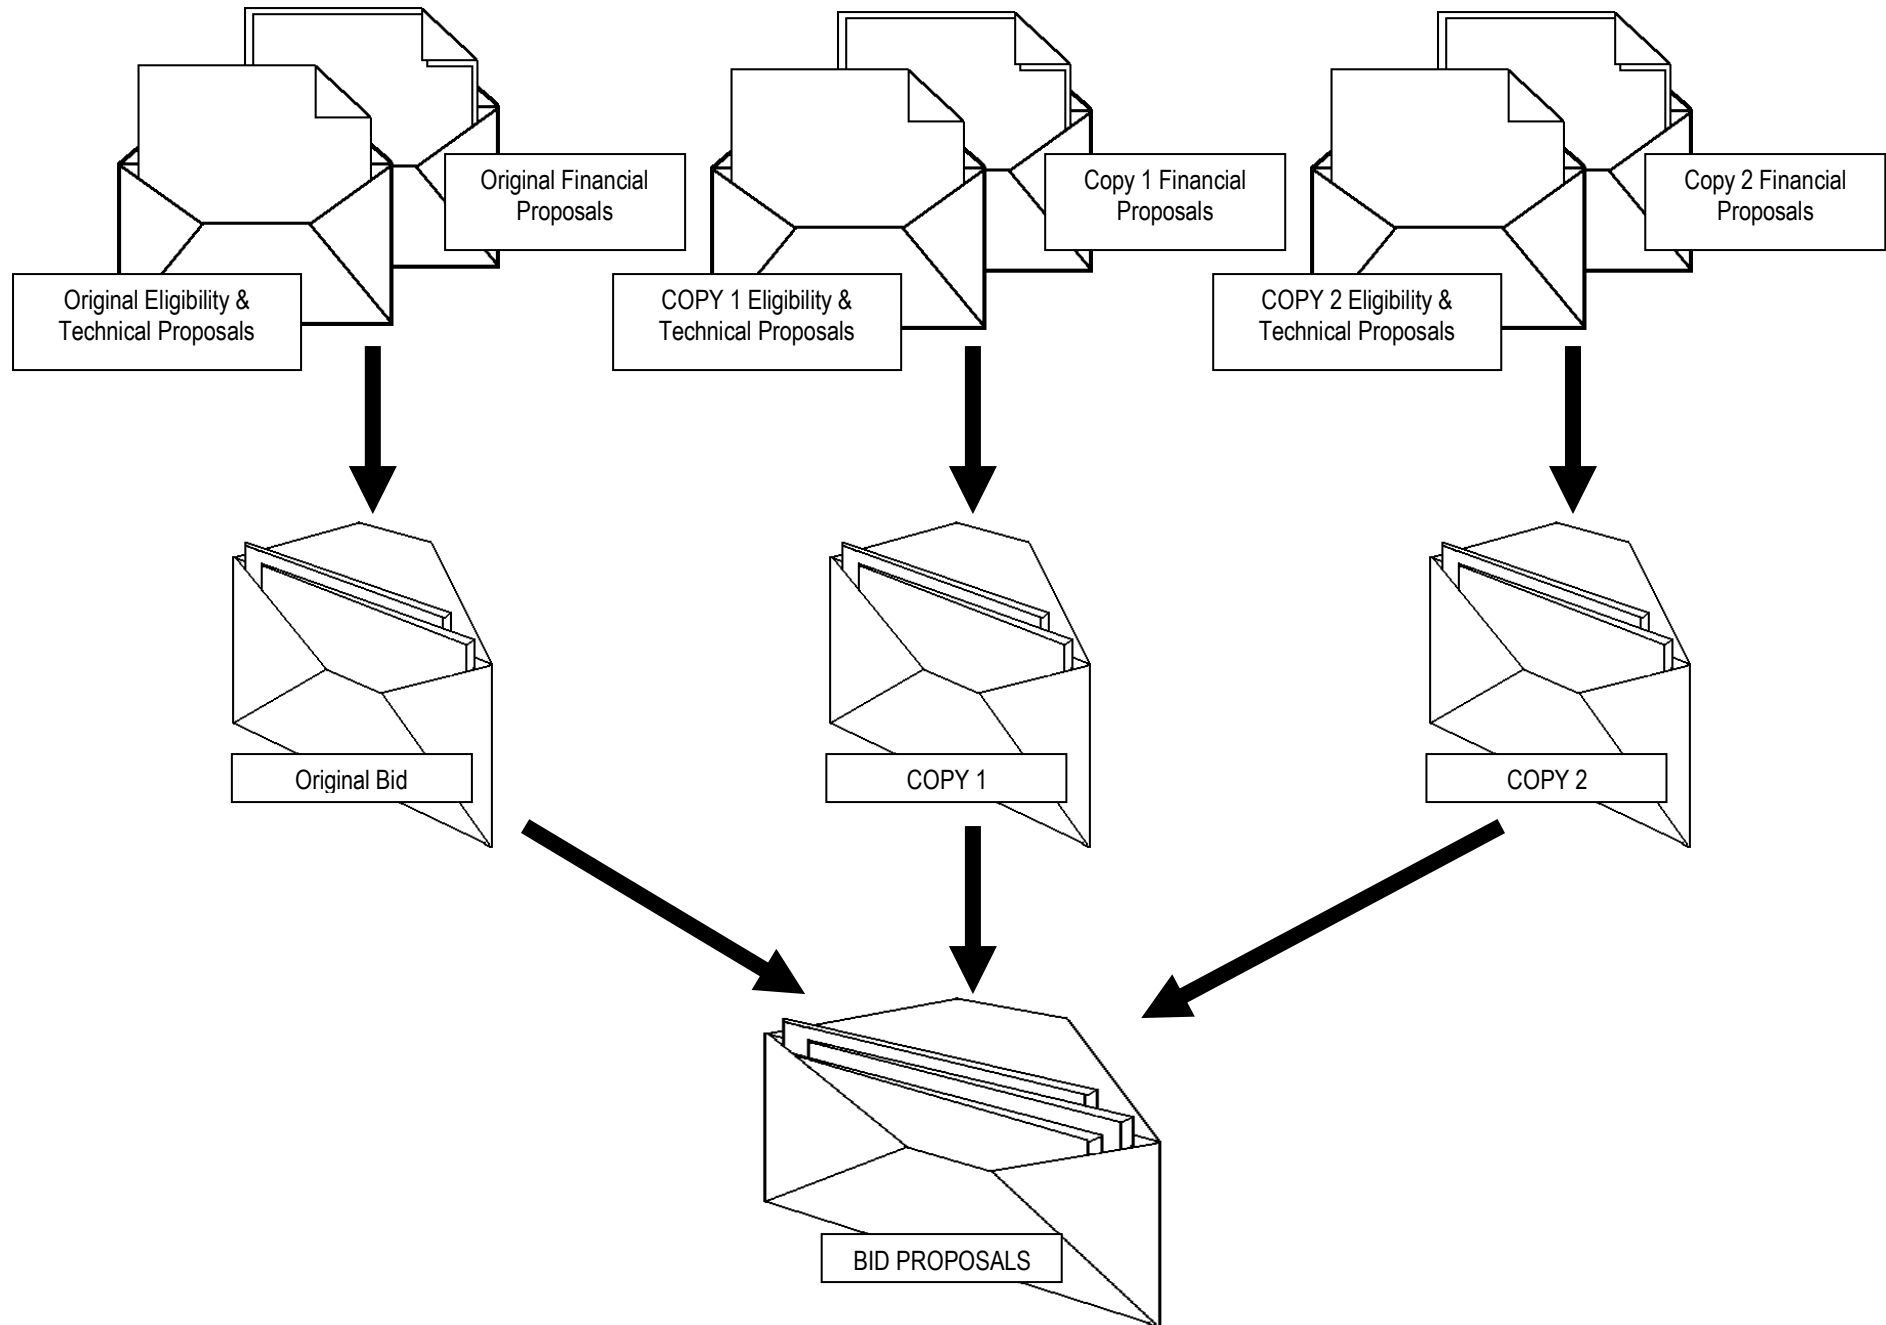 Original Financial
Proposals
Copy 1 Financial
Proposals
Copy 2 Financial
Proposals
Original Eligibility &
Technical Proposals
COPY 1 Eligibility &
Technical Proposals
COPY 2 Eligibility &
Technical Proposals
Original Bid
COPY 1
COPY 2
BID PROPOSALS